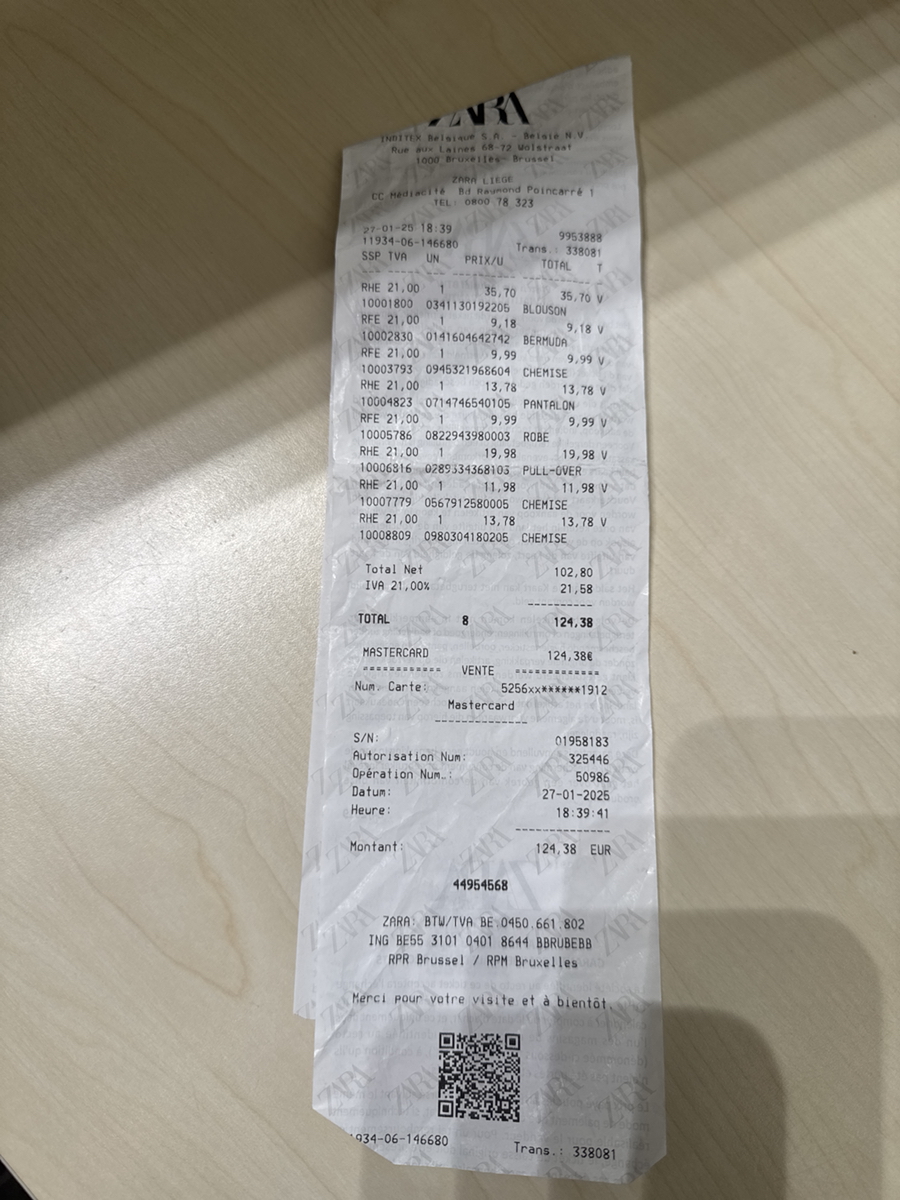 ZARA
INDITEX Belgique S.A. - Belgie N.V
Rue aux Laines 68-72 Wolstraat
1000 Bruxelles- Brussel
ZARA LIEGE
CC Médiacité Bd Raymond Poincarré 1
TEL: 0800 78 323
27-01-25 18:39 9953888
11934-06-146680 Trans.: 338081
SSP TVA UN PRIX/U TOTAL T
RHE 21,00 1 35,70 35,70 V
10001800 0341130192205 BLOUSON
RFE 21,00 1 9,18 9,18 V
10002830 0141604642742 BERMUDA
RFE 21,00 1 9,99 9,99 V
10003793 0945321968604 CHEMISE
RHE 21,00 1 13,78 13,78 V
10004823 0714746540105 PANTALON
RFE 21,00 1 9,99 9,99 V
10005786 0822943980003 ROBE
RHE 21,00 1 19,98 19,98 V
10006816 0289334368103 PULL-OVER
RHE 21,00 1 11,98 11,98 V
10007779 0567912580005 CHEMISE
RHE 21,00 1 13,78 13,78 V
10008809 0980304180205 CHEMISE
Total Net 102,80
IVA 21,00% 21,58
----------
TOTAL 8 124,38
MASTERCARD 124,38€
============ VENTE =============
Num. Carte: 5256xx******1912
Mastercard
--------------
S/N: 01958183
Autorisation Num: 325446
Opération Num.: 50986
Datum: 27-01-2025
Heure: 18:39:41
--------------
Montant: 124,38 EUR
44954568
ZARA: BTW/TVA BE 0450.661.802
ING BE55 3101 0401 8644 BBRUBEBB
RPR Brussel / RPM Bruxelles
Merci pour votre visite et à bientôt.
1934-06-146680 Trans.: 338081